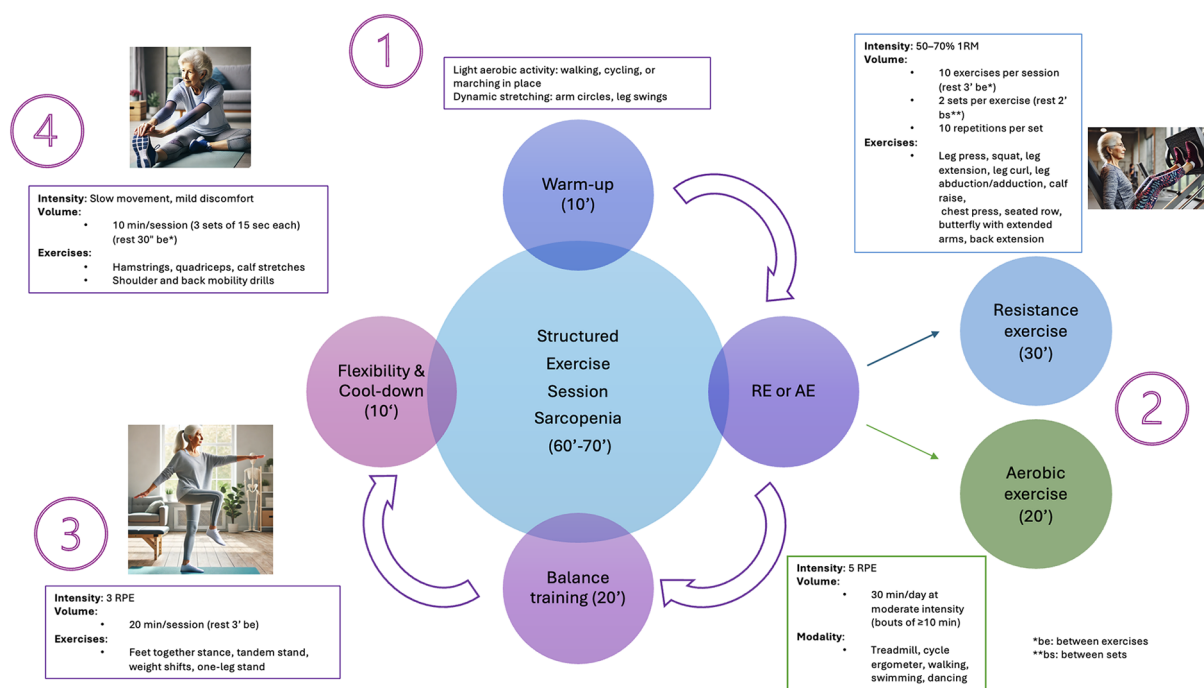 1
Light aerobic activity: walking, cycling, or
marching in place
Dynamic stretching: arm circles, leg swings
Warm-up
(10’)
Structured
Exercise
Session
Sarcopenia
(60’-70’)
RE or AE
2
Intensity: 50–70% 1RM
Volume:
• 10 exercises per session
(rest 3’ be*)
• 2 sets per exercise (rest 2’
bs**)
• 10 repetitions per set
Exercises:
• Leg press, squat, leg
extension, leg curl, leg
abduction/adduction, calf
raise,
chest press, seated row,
butterfly with extended
arms, back extension
Resistance
exercise
(30’)
Aerobic
exercise
(20’)
Intensity: 5 RPE
Volume:
• 30 min/day at
moderate intensity
(bouts of ≥10 min)
Modality:
• Treadmill, cycle
ergometer, walking,
swimming, dancing
3
Balance
training (20’)
Intensity: 3 RPE
Volume:
• 20 min/session (rest 3’ be)
Exercises:
• Feet together stance, tandem stand,
weight shifts, one-leg stand
4
Flexibility &
Cool-down
(10‘)
Intensity: Slow movement, mild discomfort
Volume:
• 10 min/session (3 sets of 15 sec each)
(rest 30” be*)
Exercises:
• Hamstrings, quadriceps, calf stretches
• Shoulder and back mobility drills
*be: between exercises
**bs: between sets